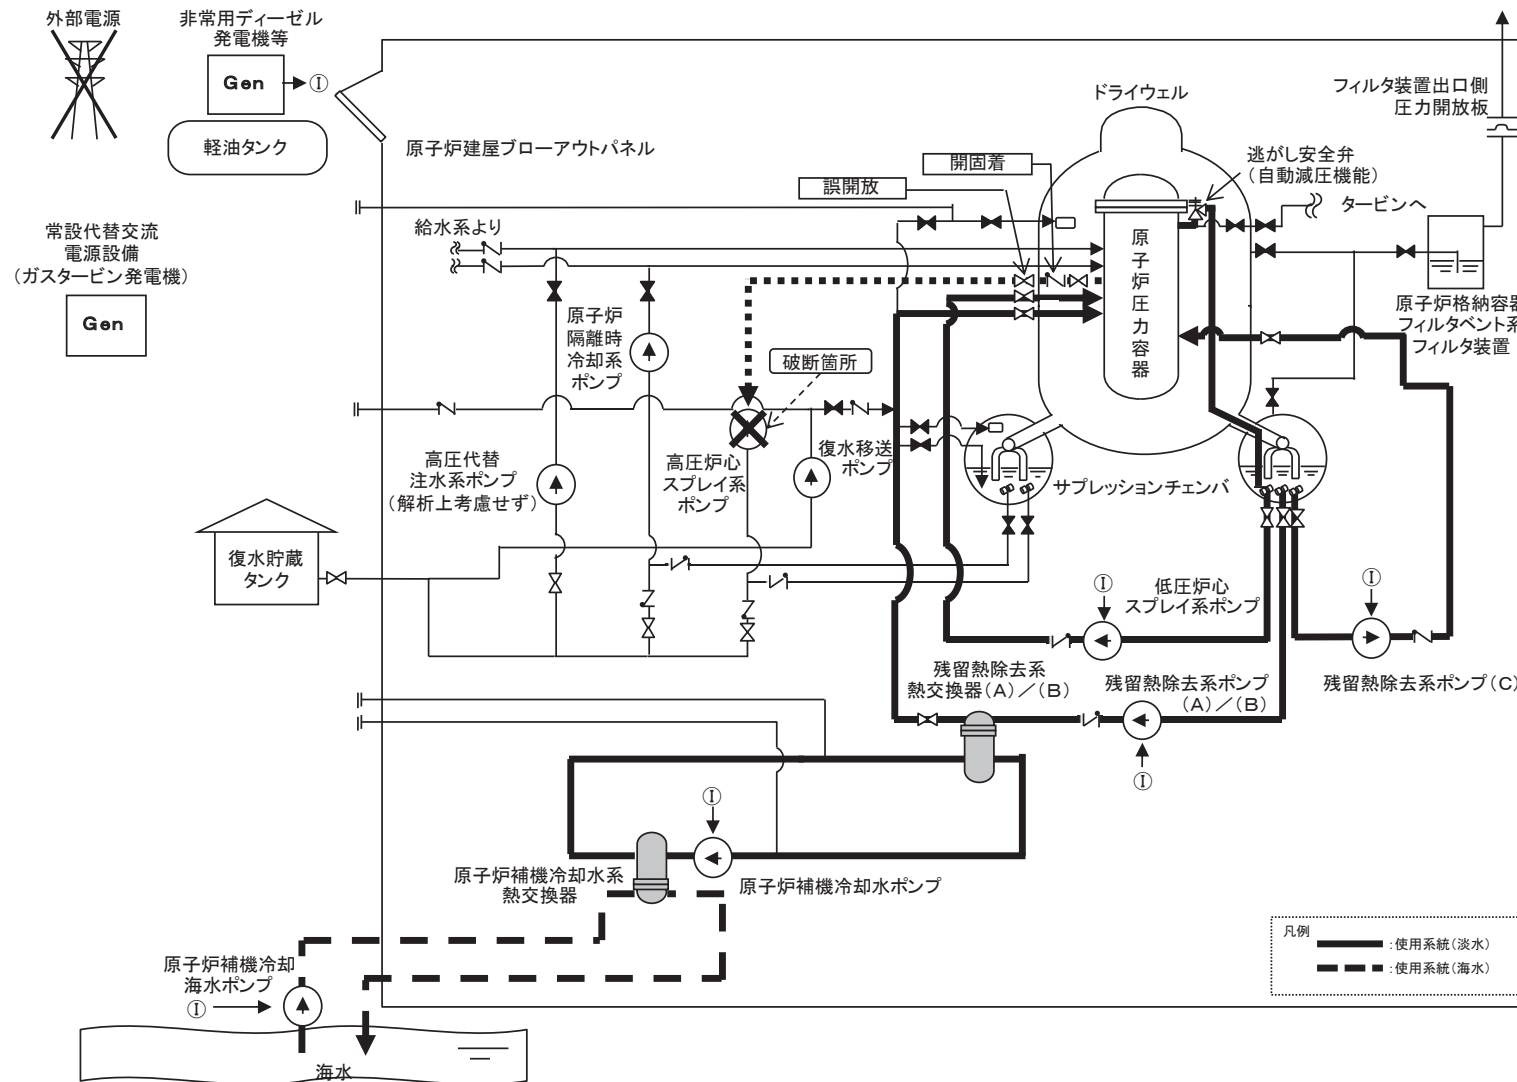 外部電源
非常用ディーゼル
発電機等
Gen
Ⓘ
軽油タンク
原子炉建屋ブローアウトパネル
常設代替交流
電源設備
(ガスタービン発電機)
Gen
ドライウェル
フィルタ装置出口側
圧力開放板
開固着
誤開放
逃がし安全弁
(自動減圧機能)
タービンへ
給水系より
原子炉圧力容器
原子炉格納容器
フィルタベント系
フィルタ装置
原子炉
隔離時
冷却系
ポンプ
破断箇所
高圧代替
注水系ポンプ
(解析上考慮せず)
高圧炉心
スプレイ系
ポンプ
復水移送
ポンプ
サプレッションチェンバ
復水貯蔵
タンク
Ⓘ
低圧炉心
スプレイ系ポンプ
Ⓘ
残留熱除去系
熱交換器(A)/(B)
残留熱除去系ポンプ
(A)/(B)
残留熱除去系ポンプ(C)
Ⓘ
Ⓘ
原子炉補機冷却水系
熱交換器
原子炉補機冷却水ポンプ
原子炉補機冷却
海水ポンプ
Ⓘ
海水
凡例
:使用系統(淡水)
:使用系統(海水)